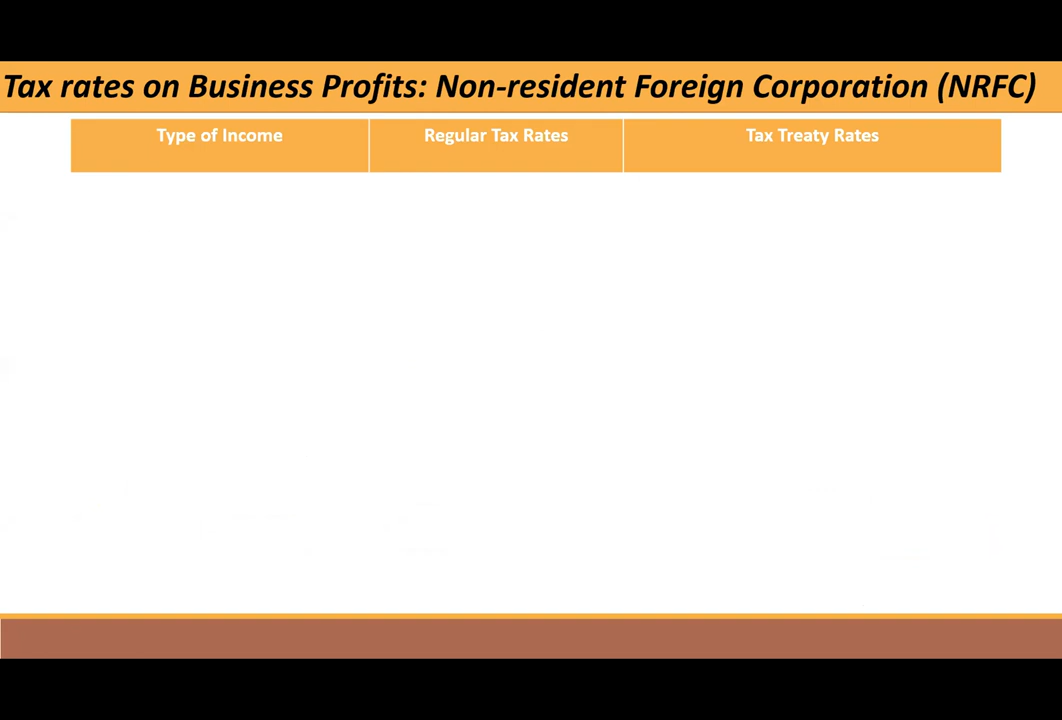 Tax rates on Business Profits: Non-resident Foreign Corporation (NRFC)
Type of Income Regular Tax Rates Tax Treaty Rates